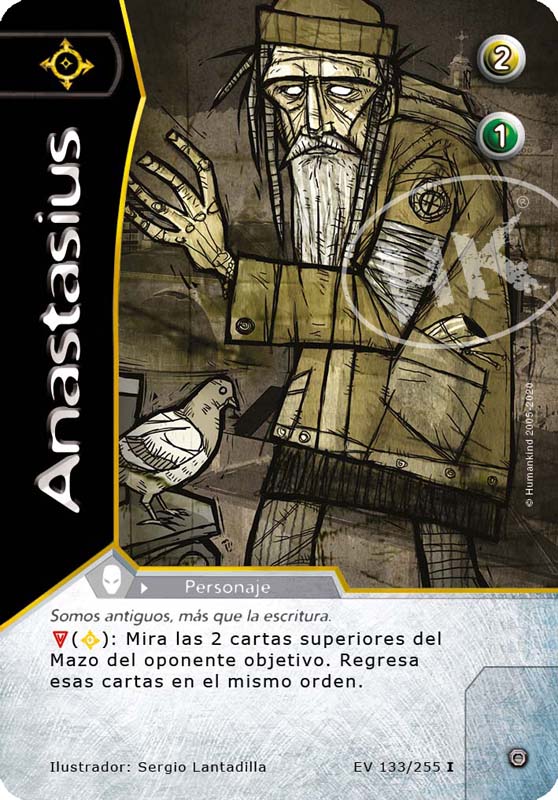 Anastasius
2
1
HK®
© Humankind 2005-2020
Personaje
Somos antiguos, más que la escritura.
( ): Mira las 2 cartas superiores del
Mazo del oponente objetivo. Regresa
esas cartas en el mismo orden.
Ilustrador: Sergio Lantadilla
EV 133/255 I